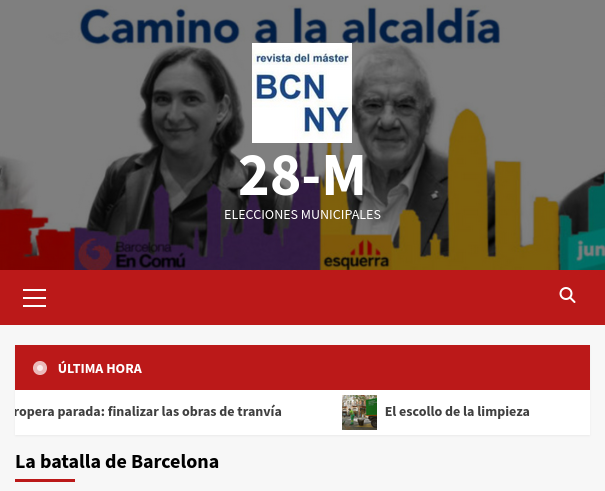 Camino a la alcaldía
revista del máster
BCN
NY
28-M
ELECCIONES MUNICIPALES
Barcelona
En Comú
esquerra
jun
ÚLTIMA HORA
ropera parada: finalizar las obras de tranvía
El escollo de la limpieza
La batalla de Barcelona